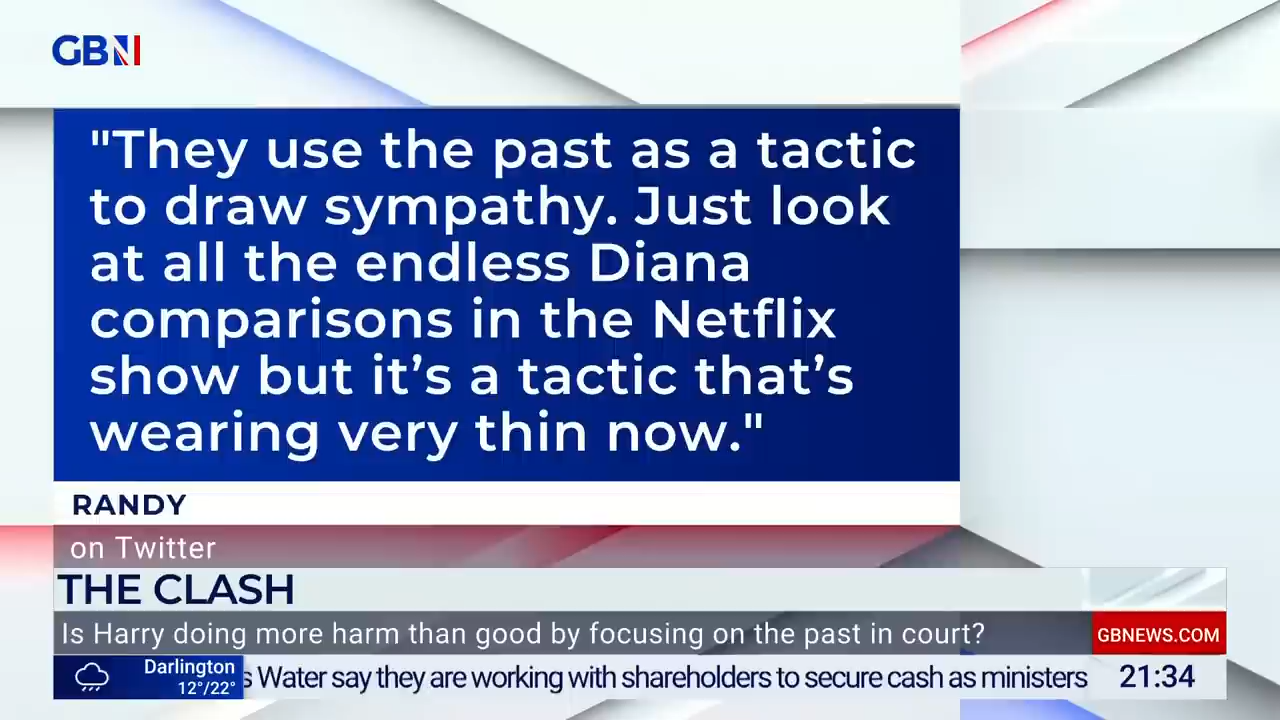 GBN
"They use the past as a tactic
to draw sympathy. Just look
at all the endless Diana
comparisons in the Netflix
show but it’s a tactic that’s
wearing very thin now."
RANDY
on Twitter
THE CLASH
Is Harry doing more harm than good by focusing on the past in court?
GBNEWS.COM
Darlington
12°/22°
s Water say they are working with shareholders to secure cash as ministers
21:34